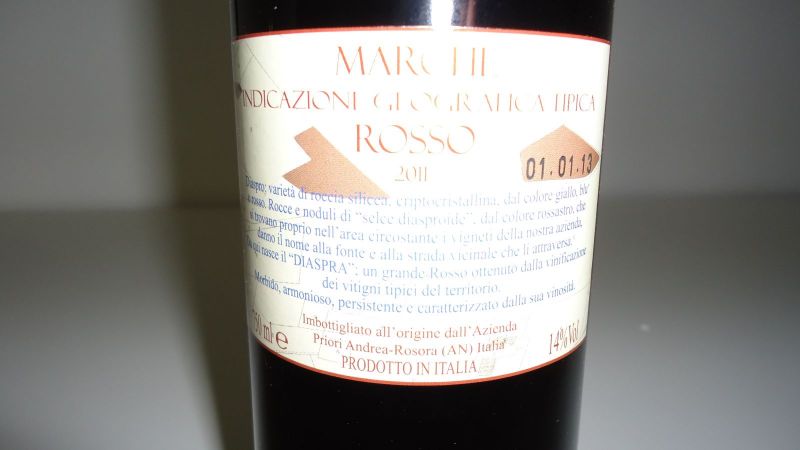 MARCHE
INDICAZIONE GEOGRAFICA TIPICA
ROSSO
2011
01.01.13
Diaspro: varietà di roccia silicea, criptocristallina, dal colore giallo, blu
o rosso. Rocce e noduli di "selce diasproide", dal colore rossastro, che
si trovano proprio nell'area circostante i vigneti della nostra azienda,
danno il nome alla fonte e alla strada vicinale che li attraversa.
Da qui nasce il "DIASPRA": un grande Rosso ottenuto dalla vinificazione
dei vitigni tipici del territorio.
Morbido, armonioso, persistente e caratterizzato dalla sua vinosità.
750 ml e
Imbottigliato all'origine dall'Azienda
Priori Andrea-Rosora (AN) Italia
14%Vol
PRODOTTO IN ITALIA